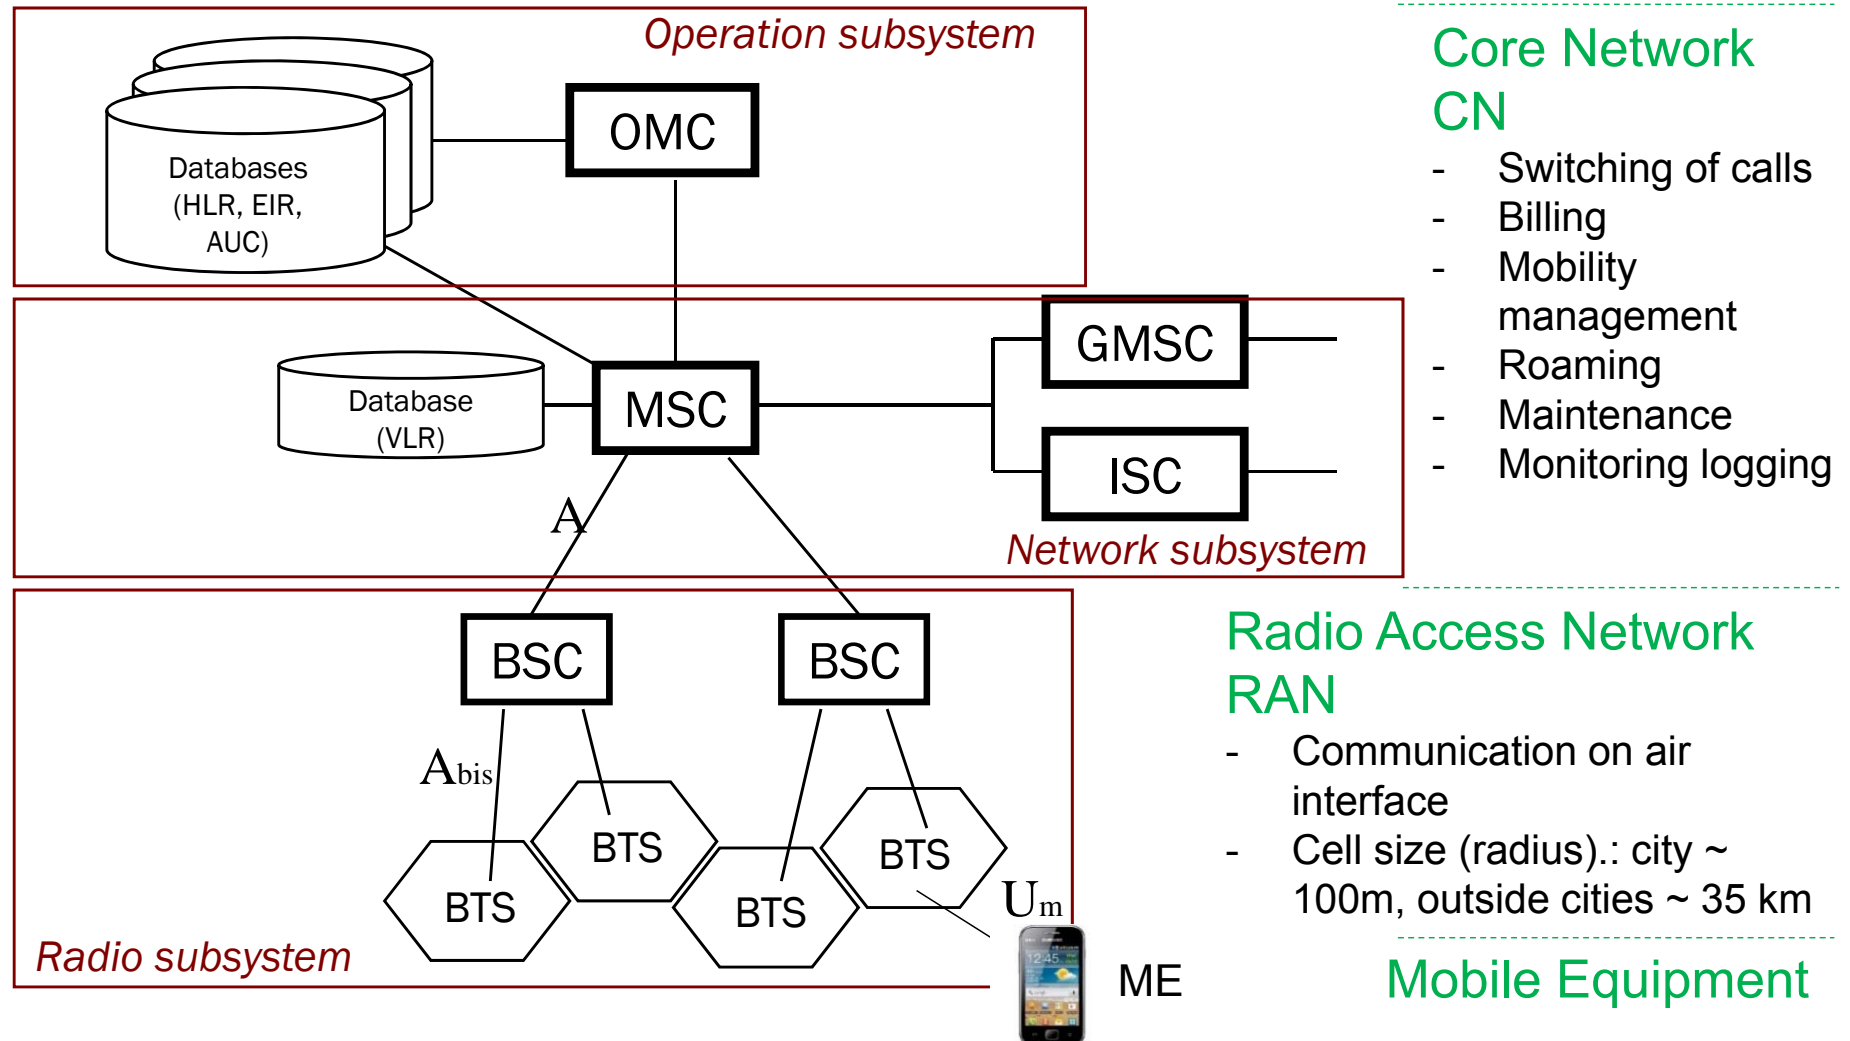 Operation subsystem
OMC
Databases
(HLR, EIR,
AUC)
Core Network
CN
- Switching of calls
- Billing
- Mobility
management
- Roaming
- Maintenance
- Monitoring logging
GMSC
Database
(VLR)
MSC
ISC
A
Network subsystem
BSC
BSC
Abis
BTS
BTS
BTS
BTS
Um
Radio subsystem
Radio Access Network
RAN
- Communication on air
interface
- Cell size (radius).: city ~
100m, outside cities ~ 35 km
12:45
ME
Mobile Equipment